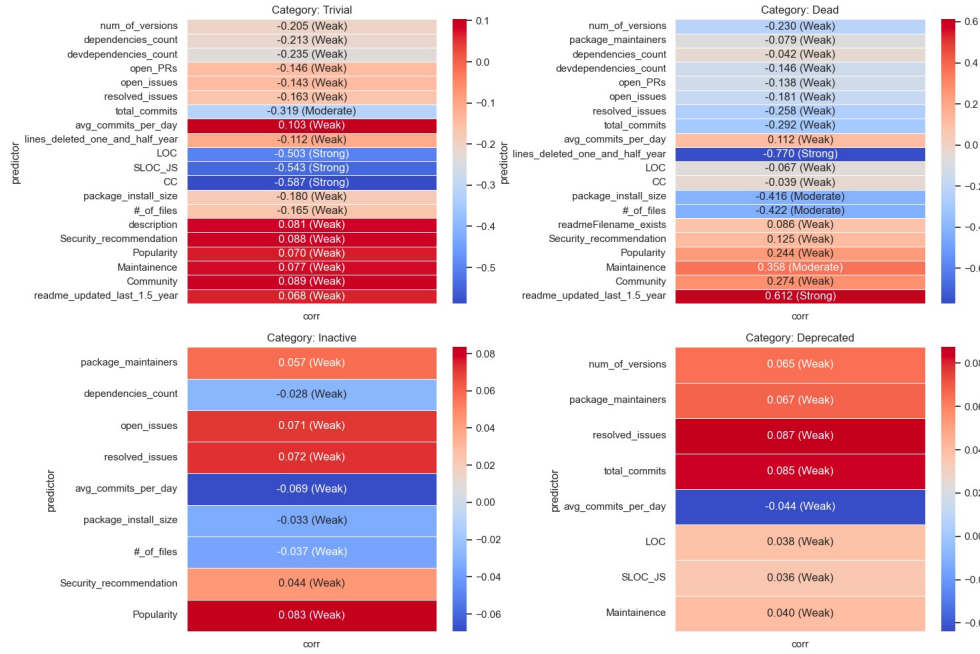 Category: Trivial
num_of_versions -0.205 (Weak)
dependencies_count -0.213 (Weak)
devdependencies_count -0.235 (Weak)
open_PRs -0.146 (Weak)
open_issues -0.143 (Weak)
resolved_issues -0.163 (Weak)
total_commits -0.319 (Moderate)
avg_commits_per_day 0.103 (Weak)
lines_deleted_one_and_half_year -0.112 (Weak)
LOC -0.503 (Strong)
SLOC_JS -0.543 (Strong)
CC -0.587 (Strong)
package_install_size -0.180 (Weak)
#_of_files -0.165 (Weak)
description 0.081 (Weak)
Security_recommendation 0.088 (Weak)
Popularity 0.070 (Weak)
Maintainence 0.077 (Weak)
Community 0.089 (Weak)
readme_updated_last_1.5_year 0.068 (Weak)
predictor
corr
0.1
0.0
-0.1
-0.2
-0.3
-0.4
-0.5
Category: Dead
num_of_versions -0.230 (Weak)
package_maintainers -0.079 (Weak)
dependencies_count -0.042 (Weak)
devdependencies_count -0.146 (Weak)
open_PRs -0.138 (Weak)
open_issues -0.181 (Weak)
resolved_issues -0.258 (Weak)
total_commits -0.292 (Weak)
avg_commits_per_day 0.112 (Weak)
lines_deleted_one_and_half_year -0.770 (Strong)
LOC -0.067 (Weak)
CC -0.039 (Weak)
package_install_size -0.416 (Moderate)
#_of_files -0.422 (Moderate)
readmeFilename_exists 0.086 (Weak)
Security_recommendation 0.125 (Weak)
Popularity 0.244 (Weak)
Maintainence 0.358 (Moderate)
Community 0.274 (Weak)
readme_updated_last_1.5_year 0.612 (Strong)
predictor
corr
0.6
0.4
0.2
0.0
Category: Inactive
package_maintainers 0.057 (Weak)
dependencies_count -0.028 (Weak)
open_issues 0.071 (Weak)
resolved_issues 0.072 (Weak)
avg_commits_per_day -0.069 (Weak)
package_install_size -0.033 (Weak)
#_of_files -0.037 (Weak)
Security_recommendation 0.044 (Weak)
Popularity 0.083 (Weak)
predictor
corr
0.08
0.06
0.04
0.02
0.00
-0.02
-0.04
-0.06
Category: Deprecated
num_of_versions 0.065 (Weak)
package_maintainers 0.067 (Weak)
resolved_issues 0.087 (Weak)
total_commits 0.085 (Weak)
avg_commits_per_day -0.044 (Weak)
LOC 0.038 (Weak)
SLOC_JS 0.036 (Weak)
Maintainence 0.040 (Weak)
predictor
corr